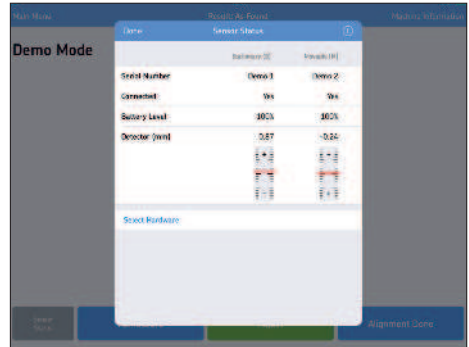 Main Menu Results As Found Machine Information
Done Sensor Status
Demo Mode
Serial Number Demo 1 Demo 2
Connected Yes Yes
Battery Level 100% 100%
Detector (mm) 0.87 -0.24
Select Hardware
Alignment Done